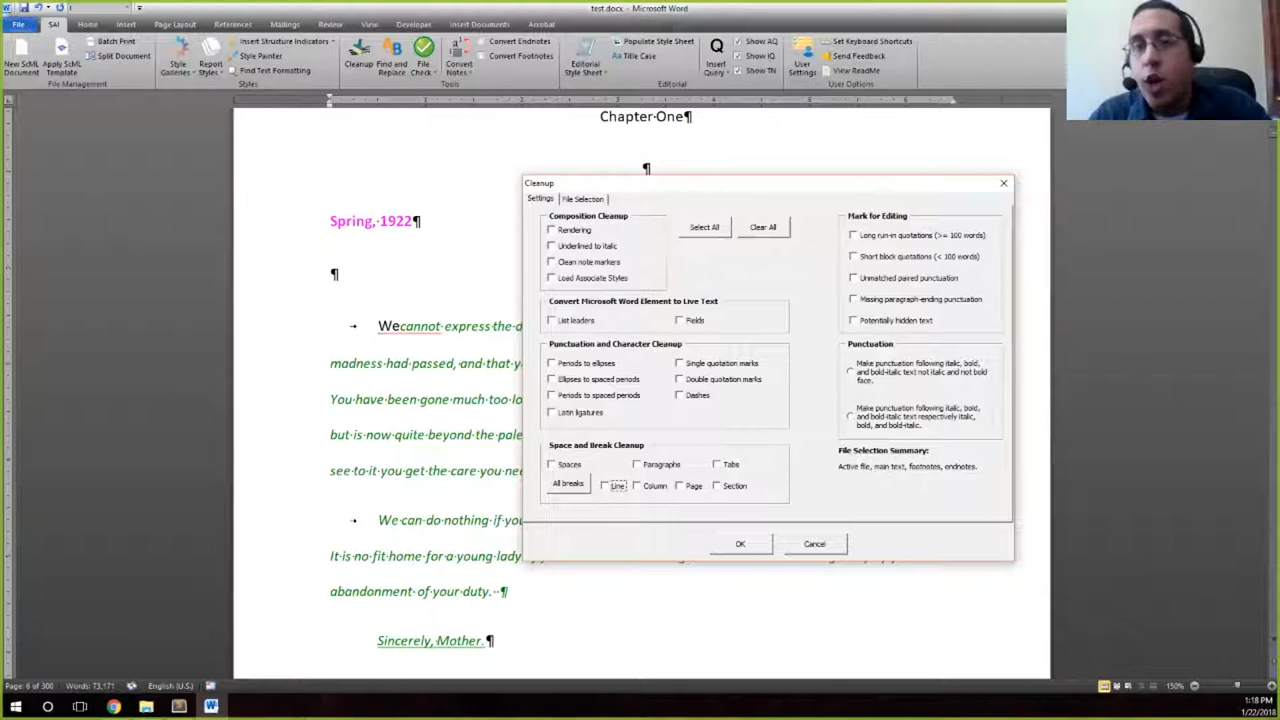 test.docx - Microsoft Word
File SAI Home Insert Page Layout References Mailings Review View Developer Insert Documents Acrobat
New ScML Document
Apply ScML Template
Batch Print
Split Document
File Management
Style Galleries
Report Styles
Insert Structure Indicators
Style Painter
Find Text Formatting
Styles
Cleanup
Find and Replace
File Check
Convert Notes
Convert Endnotes
Convert Footnotes
Tools
Editorial Style Sheet
Populate Style Sheet
Title Case
Insert Query
Show AQ
Show IQ
Show TN
Editorial
User Settings
Set Keyboard Shortcuts
Send Feedback
View ReadMe
User Options
Chapter·One¶
¶
Spring,·1922¶
¶
Wecannot·express·the·d
madness·had·passed,·and·that·y
You·have·been·gone·much·too·lo
but·is·now·quite·beyond·the·pale
see·to·it·you·get·the·care·you·nee
We·can·do·nothing·if·you
It·is·no·fit·home·for·a·young·lady
abandonment·of·your·duty.··¶
Sincerely,·Mother.¶
Cleanup
Settings File Selection
Composition Cleanup
Rendering
Underlined to italic
Clean note markers
Load Associate Styles
Select All Clear All
Convert Microsoft Word Element to Live Text
List leaders Fields
Punctuation and Character Cleanup
Periods to ellipses Single quotation marks
Ellipses to spaced periods Double quotation marks
Periods to spaced periods Dashes
Latin ligatures
Space and Break Cleanup
Spaces Paragraphs Tabs
All breaks Line Column Page Section
Mark for Editing
Long run-in quotations (>= 100 words)
Short block quotations (< 100 words)
Unmatched paired punctuation
Missing paragraph-ending punctuation
Potentially hidden text
Punctuation
Make punctuation following italic, bold,
and bold-italic text not italic and not bold
face.
Make punctuation following italic, bold,
and bold-italic text respectively italic,
bold, and bold-italic.
File Selection Summary:
Active file, main text, footnotes, endnotes.
OK Cancel
Page 6 of 300 Words: 73,171 English (U.S.) 150%
1:18 PM
1/22/2018